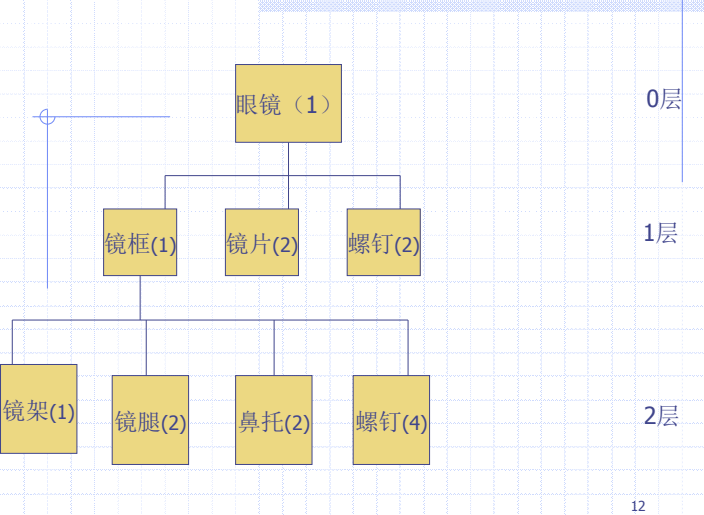 眼镜（1）
0层
镜框(1)
镜片(2)
螺钉(2)
1层
镜架(1)
镜腿(2)
鼻托(2)
螺钉(4)
2层
12